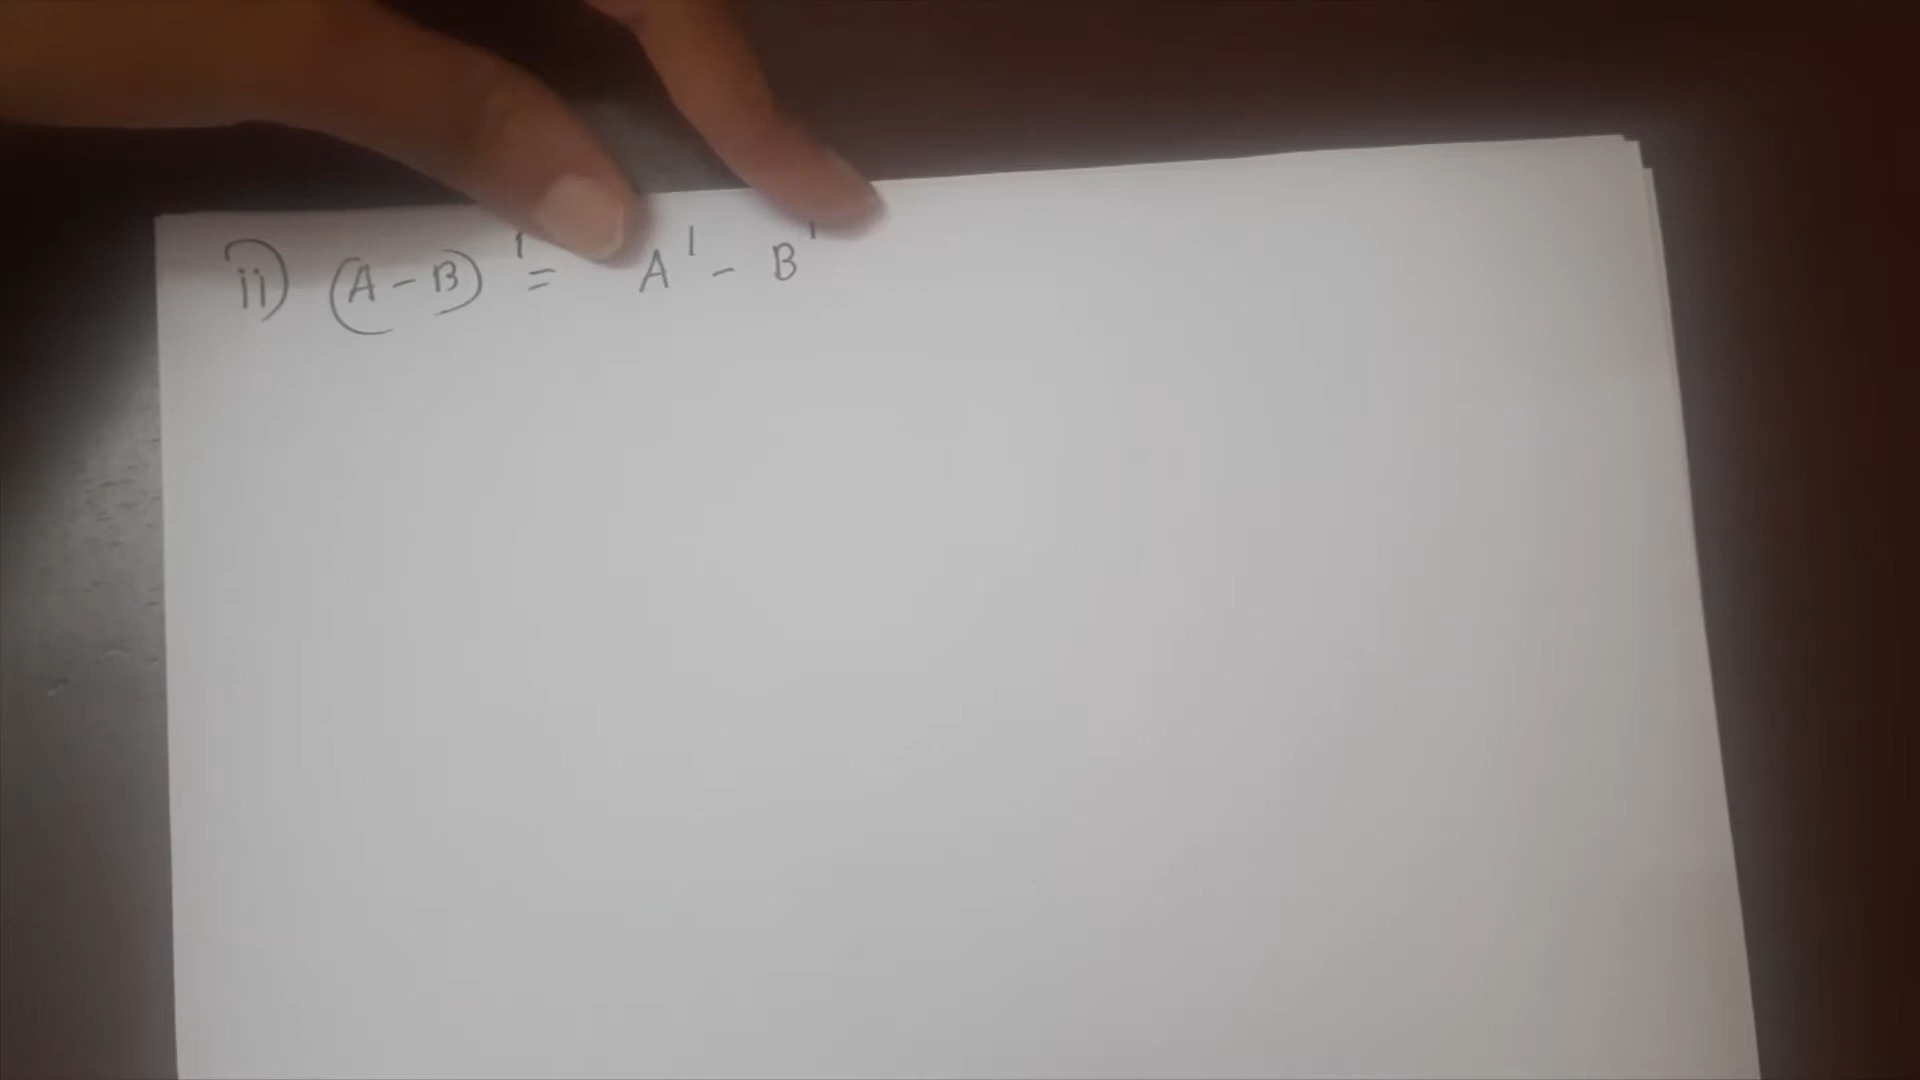 ii) (A - B)' = A' - B'